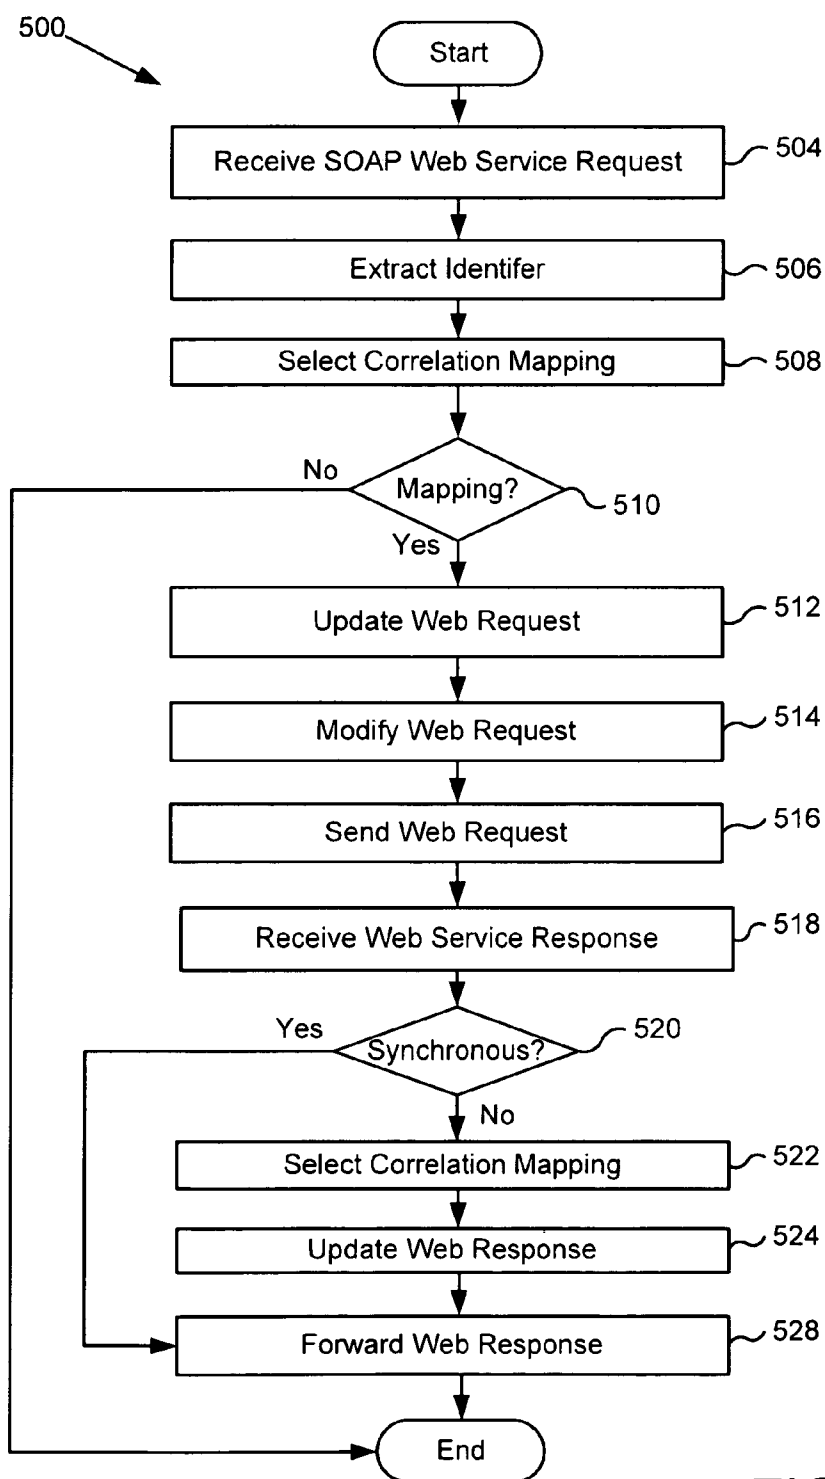 500
Start
Receive SOAP Web Service Request
504
Extract Identifer
506
Select Correlation Mapping
508
No
Mapping?
510
Yes
Update Web Request
512
Modify Web Request
514
Send Web Request
516
Receive Web Service Response
518
Yes
Synchronous?
520
No
Select Correlation Mapping
522
Update Web Response
524
Forward Web Response
528
End